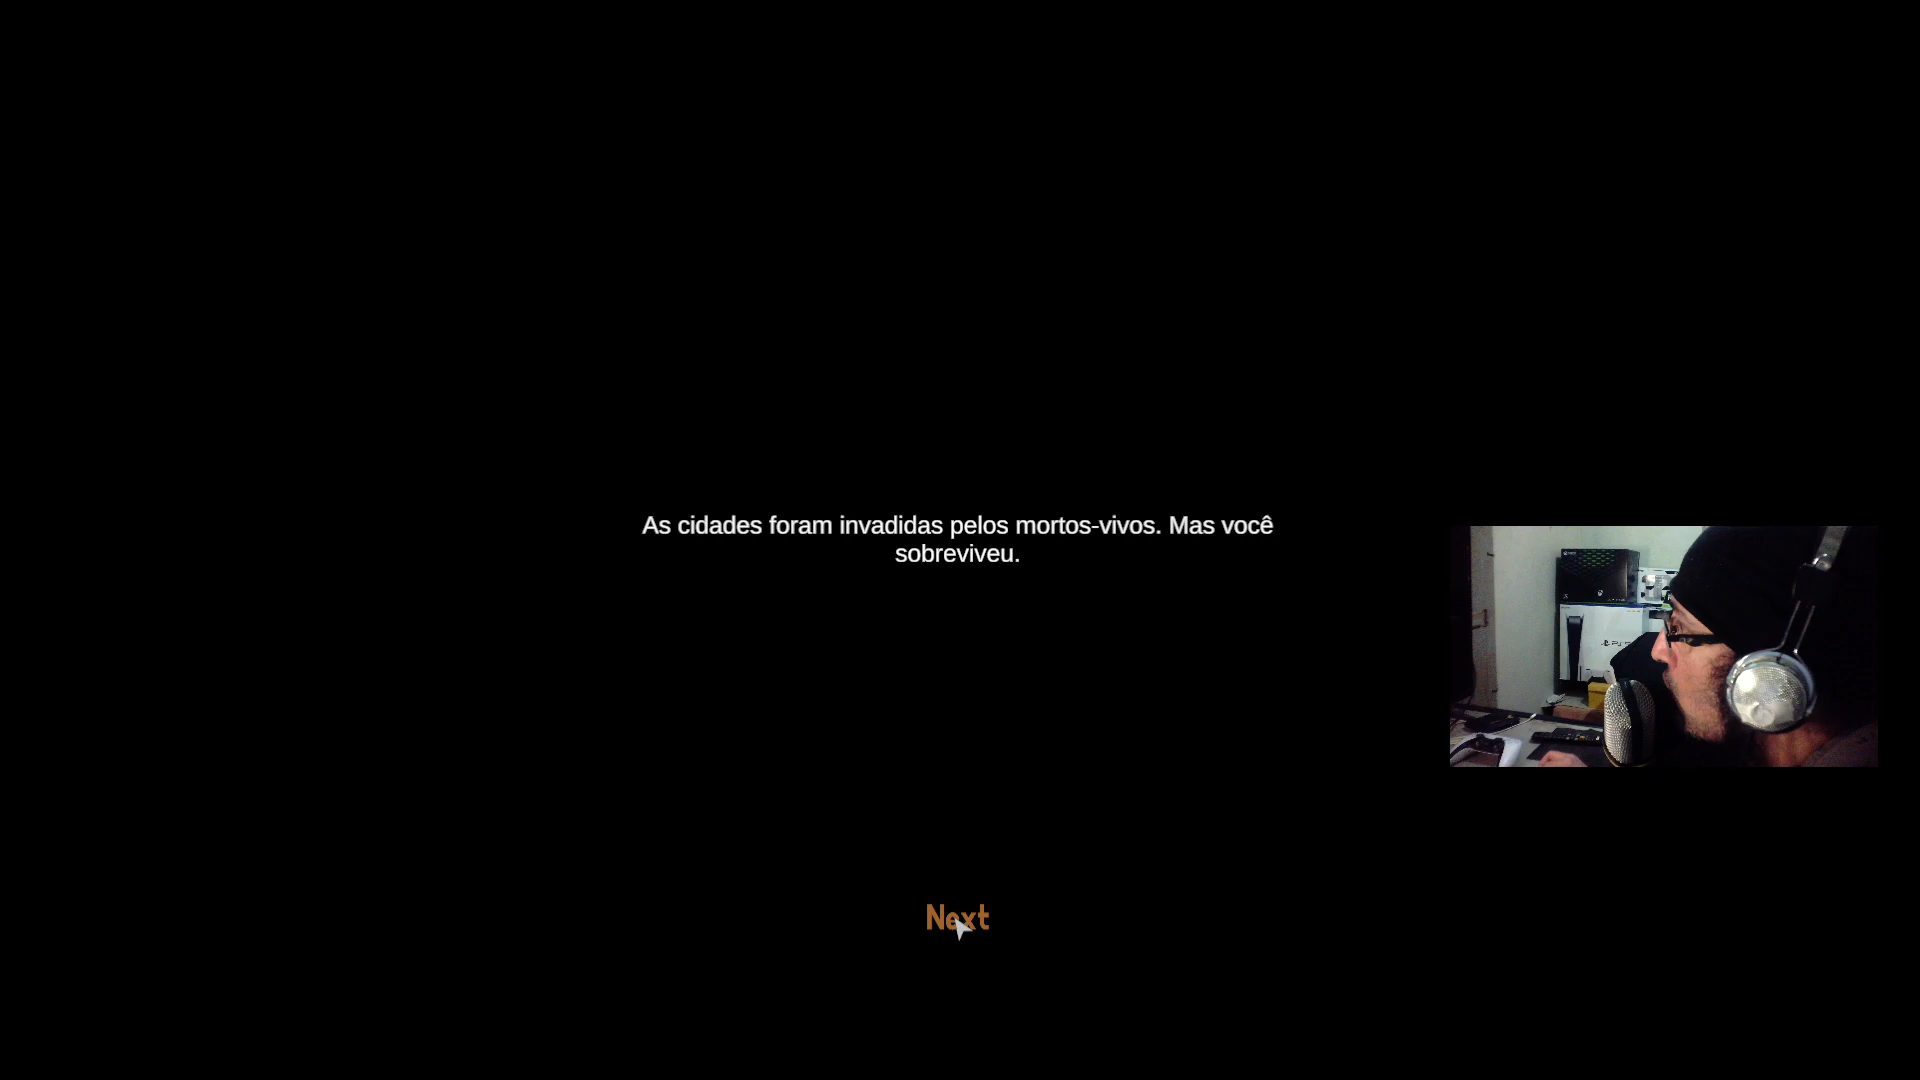 As cidades foram invadidas pelos mortos-vivos. Mas você
sobreviveu.
Next